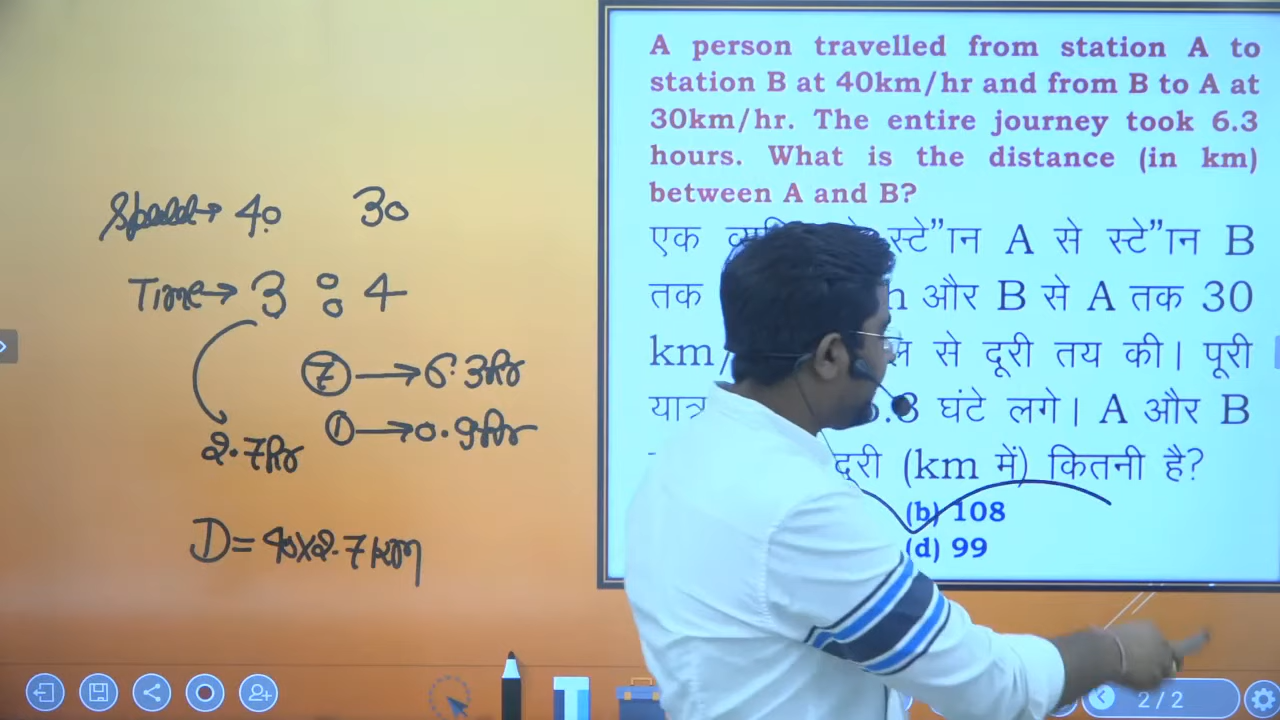 A person travelled from station A to
station B at 40km/hr and from B to A at
30km/hr. The entire journey took 6.3
hours. What is the distance (in km)
between A and B?
एक स्टे”ान A से स्टे”ान B
तक और B से A तक 30
km/ से दूरी तय की। पूरी
घंटे लगे। A और B
दूरी (km में) कितनी है?
(b) 108
(d) 99
Speed→ 40 30
Time→ 3 : 4
7 → 6.3hr
1 → 0.9hr
2.7hr
D = 40x2.7km
2/2